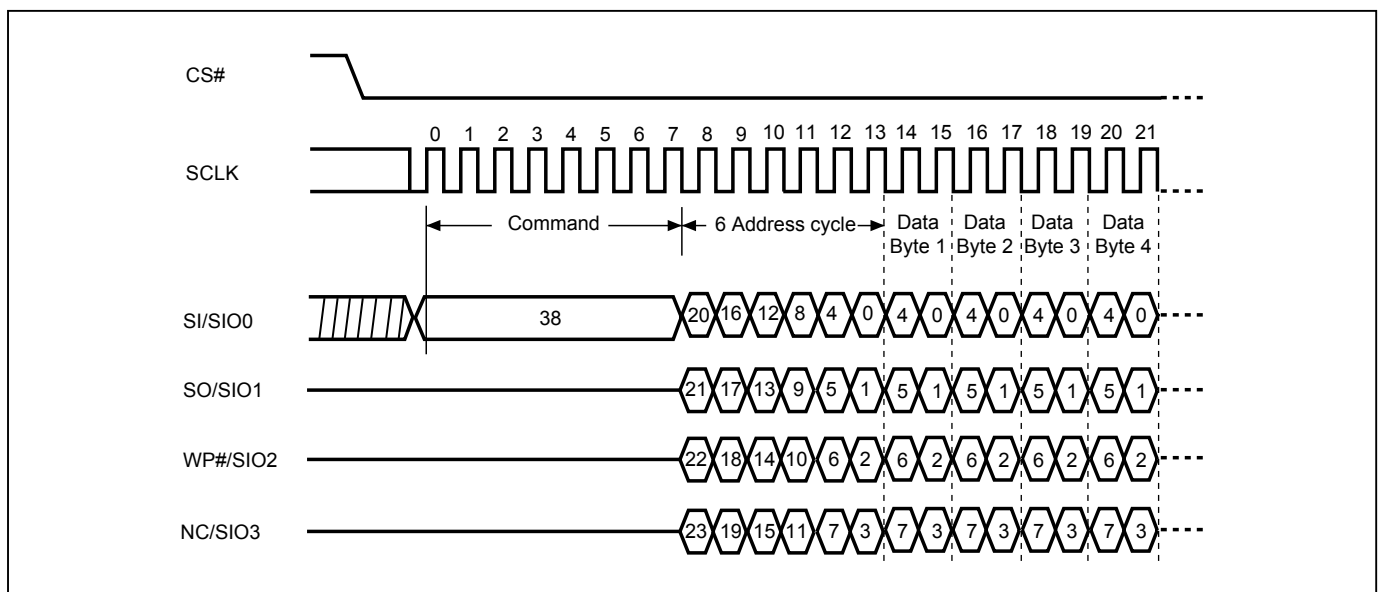 CS#
0 1 2 3 4 5 6 7 8 9 10 11 12 13 14 15 16 17 18 19 20 21
SCLK
Command 6 Address cycle Data Data Data Data
Byte 1 Byte 2 Byte 3 Byte 4
SI/SIO0 38 20 16 12 8 4 0 4 0 4 0 4 0 4 0
SO/SIO1 21 17 13 9 5 1 5 1 5 1 5 1 5 1
WP#/SIO2 22 18 14 10 6 2 6 2 6 2 6 2 6 2
NC/SIO3 23 19 15 11 7 3 7 3 7 3 7 3 7 3